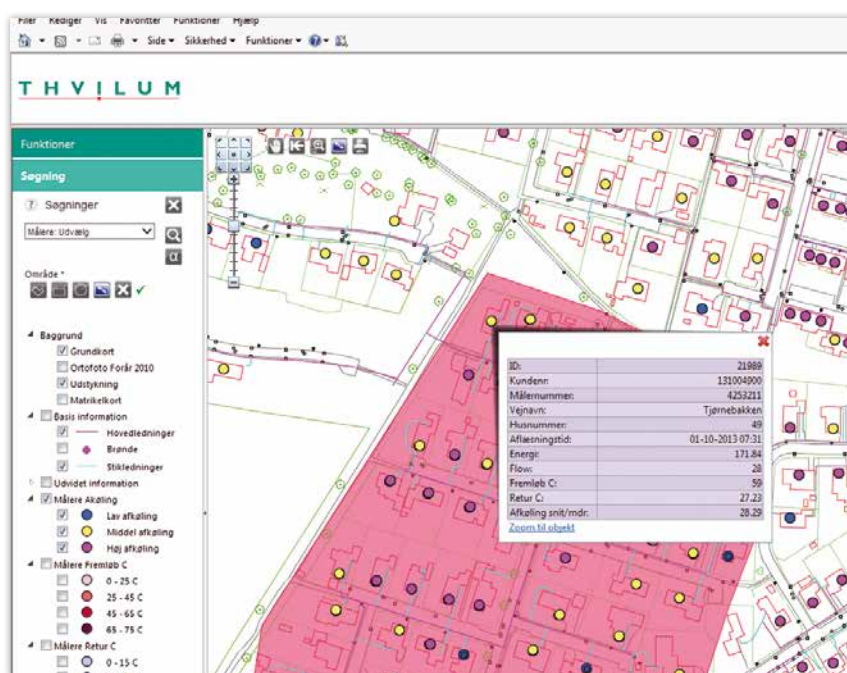 Filer Rediger Vis Favoritter Funktioner Hjælp
Side Sikkerhed Funktioner
THVILUM
Funktioner
Søgning
Søgninger
Målere: Udvælg
α
Område *
Baggrund
Grundkort
Ortofoto Forår 2010
Udstykning
Matrikelkort
Basis information
Hovedledninger
Brønde
Stikledninger
Udvidet information
Målere Akøling
Lav afkøling
Middel afkøling
Høj afkøling
Målere Fremløb C
0 - 25 C
25 - 45 C
45 - 65 C
65 - 75 C
Målere Retur C
0 - 15 C
ID: 21989
Kundenr: 131004900
Målernummer: 4253211
Vejnavn: Tjørnebakken
Husnummer: 49
Aflæsningstid: 01-10-2013 07:31
Energi: 171.84
Flow: 28
Fremløb C: 59
Retur C: 27.23
Afkøling snit/mdr. 28.29
Zoom til objekt